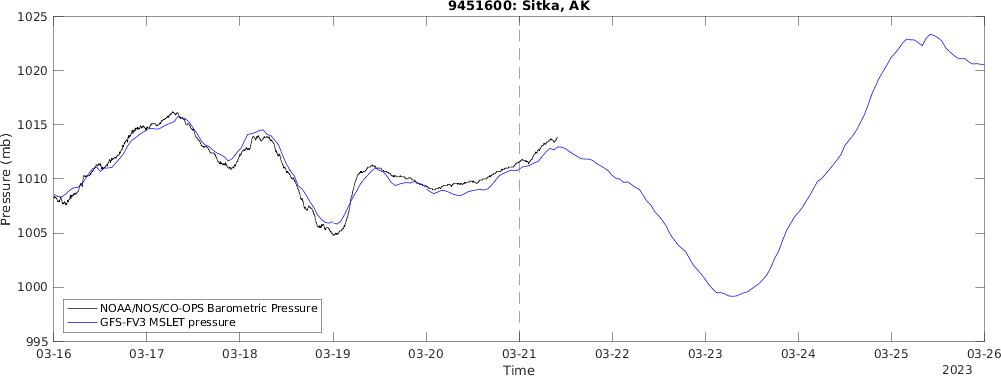 9451600: Sitka, AK
1025
1020
1015
1010
1005
1000
995
Pressure (mb)
NOAA/NOS/CO-OPS Barometric Pressure
GFS-FV3 MSLET pressure
03-16 03-17 03-18 03-19 03-20 03-21 03-22 03-23 03-24 03-25 03-26
Time
2023